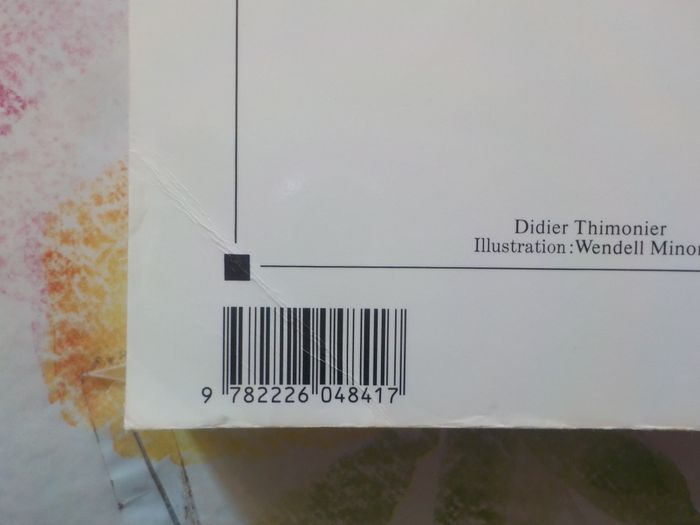 Didier Thimonier
Illustration: Wendell Minor
9 782226 048417